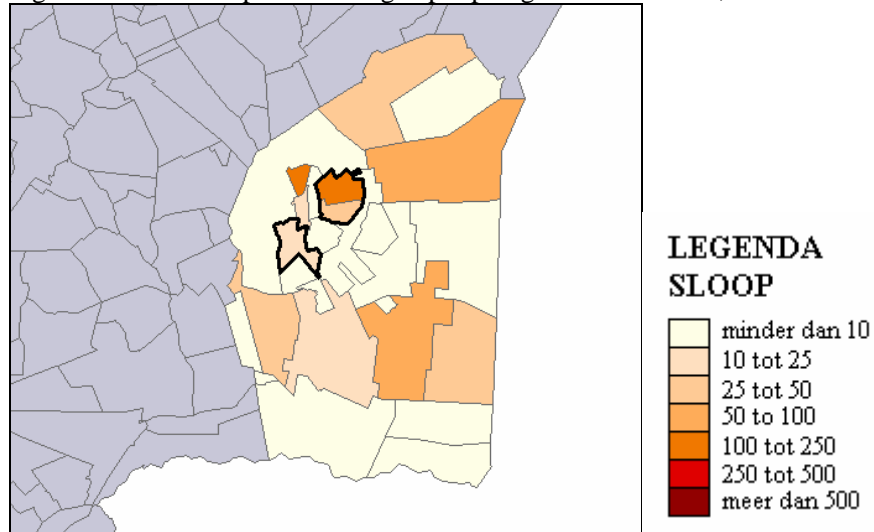 LEGENDA
SLOOP
minder dan 10
10 tot 25
25 tot 50
50 to 100
100 tot 250
250 tot 500
meer dan 500